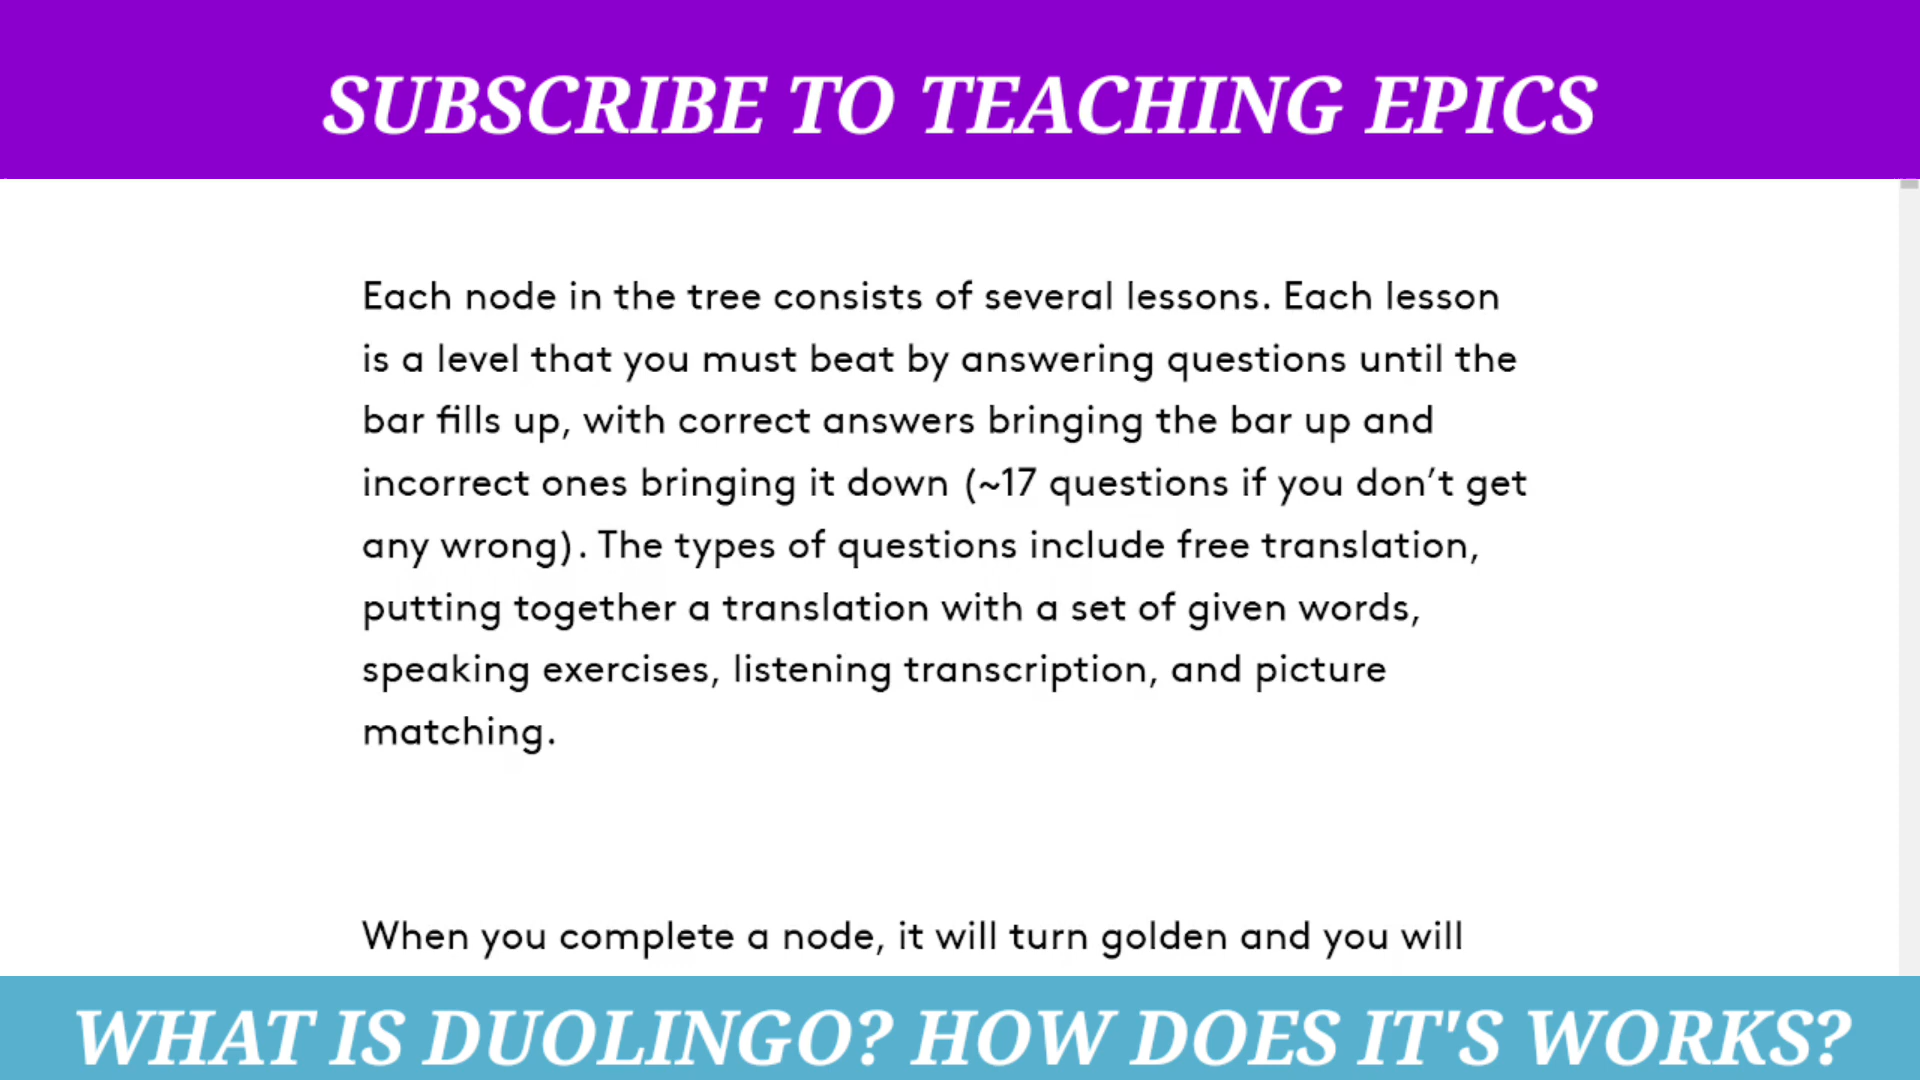 SUBSCRIBE TO TEACHING EPICS
Each node in the tree consists of several lessons. Each lesson
is a level that you must beat by answering questions until the
bar fills up, with correct answers bringing the bar up and
incorrect ones bringing it down (~17 questions if you don’t get
any wrong). The types of questions include free translation,
putting together a translation with a set of given words,
speaking exercises, listening transcription, and picture
matching.
When you complete a node, it will turn golden and you will
WHAT IS DUOLINGO? HOW DOES IT'S WORKS?